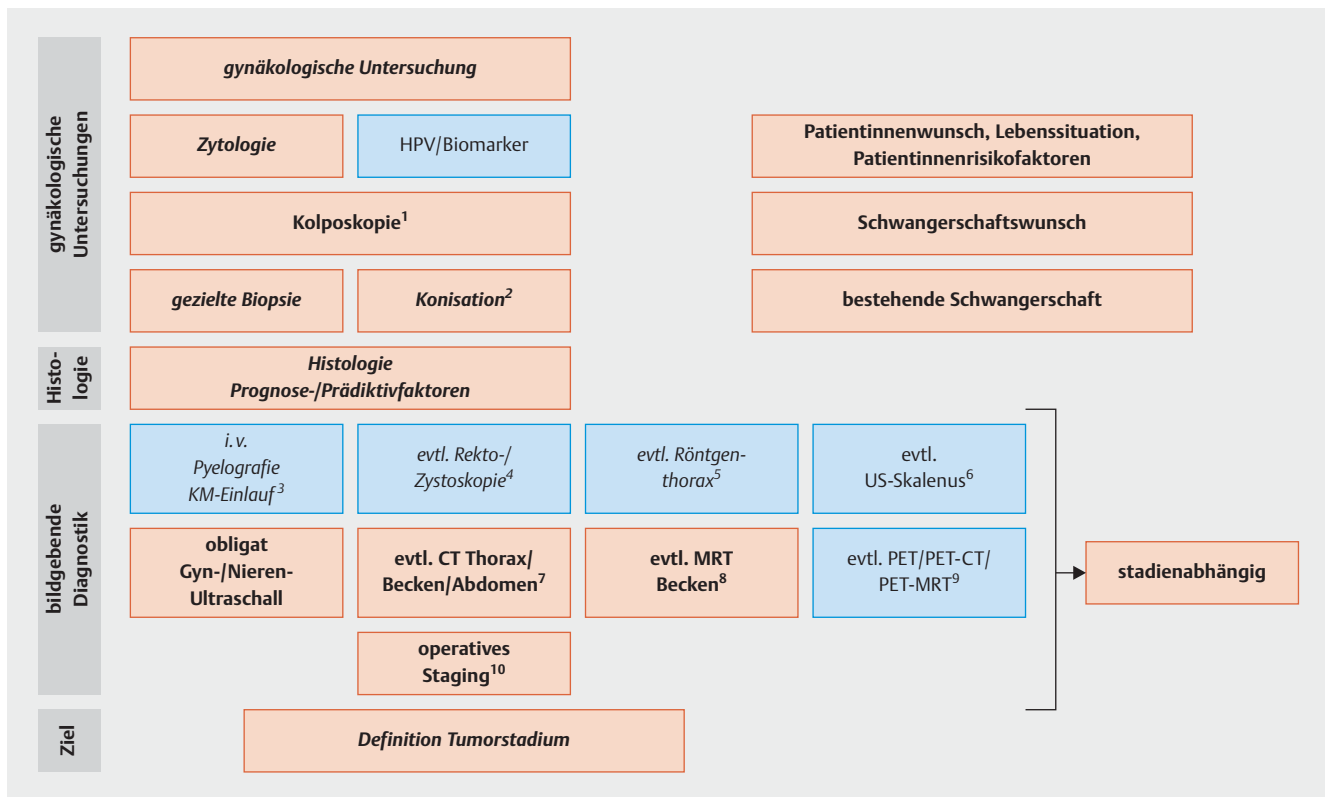 gynäkologische
Untersuchungen
gynäkologische Untersuchung
Zytologie
HPV/Biomarker
Kolposkopie¹
gezielte Biopsie
Konisation²
Patientinnenwunsch, Lebenssituation,
Patientinnenrisikofaktoren
Schwangerschaftswunsch
bestehende Schwangerschaft
Histo-
logie
Histologie
Prognose-/Prädiktivfaktoren
bildgebende
Diagnostik
i. v.
Pyelografie
KM-Einlauf³
evtl. Rekto-/
Zystoskopie⁴
evtl. Röntgen-
thorax⁵
evtl.
US-Skalenus⁶
obligat
Gyn-/Nieren-
Ultraschall
evtl. CT Thorax/
Becken/Abdomen⁷
evtl. MRT
Becken⁸
evtl. PET/PET-CT/
PET-MRT⁹
stadienabhängig
operatives
Staging¹⁰
Ziel
Definition Tumorstadium